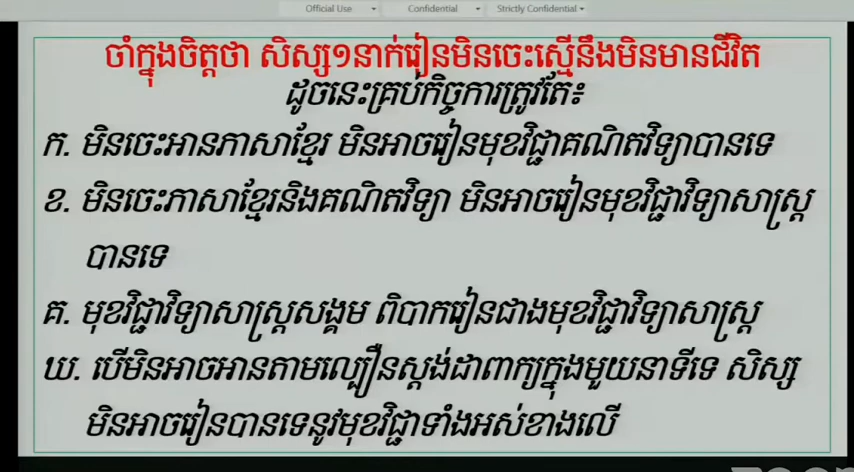 Official Use Confidential Strictly Confidential
ចាំក្នុងចិត្តថា សិស្ស១នាក់រៀនមិនចេះស្មើនឹងមិនមានជីវិត
ដូចនេះគ្រប់កិច្ចការត្រូវតែ៖
ក. មិនចេះអានភាសាខ្មែរ មិនអាចរៀនមុខវិជ្ជាគណិតវិទ្យាបានទេ
ខ. មិនចេះភាសាខ្មែរនិងគណិតវិទ្យា មិនអាចរៀនមុខវិជ្ជាវិទ្យាសាស្ត្រ
បានទេ
គ. មុខវិជ្ជាវិទ្យាសាស្ត្រសង្គម ពិបាករៀនជាងមុខវិជ្ជាវិទ្យាសាស្ត្រ
ឃ. បើមិនអាចអានតាមល្បឿនស្តង់ដាពាក្យក្នុងមួយនាទីទេ សិស្ស
មិនអាចរៀនបានទេនូវមុខវិជ្ជាទាំងអស់ខាងលើ